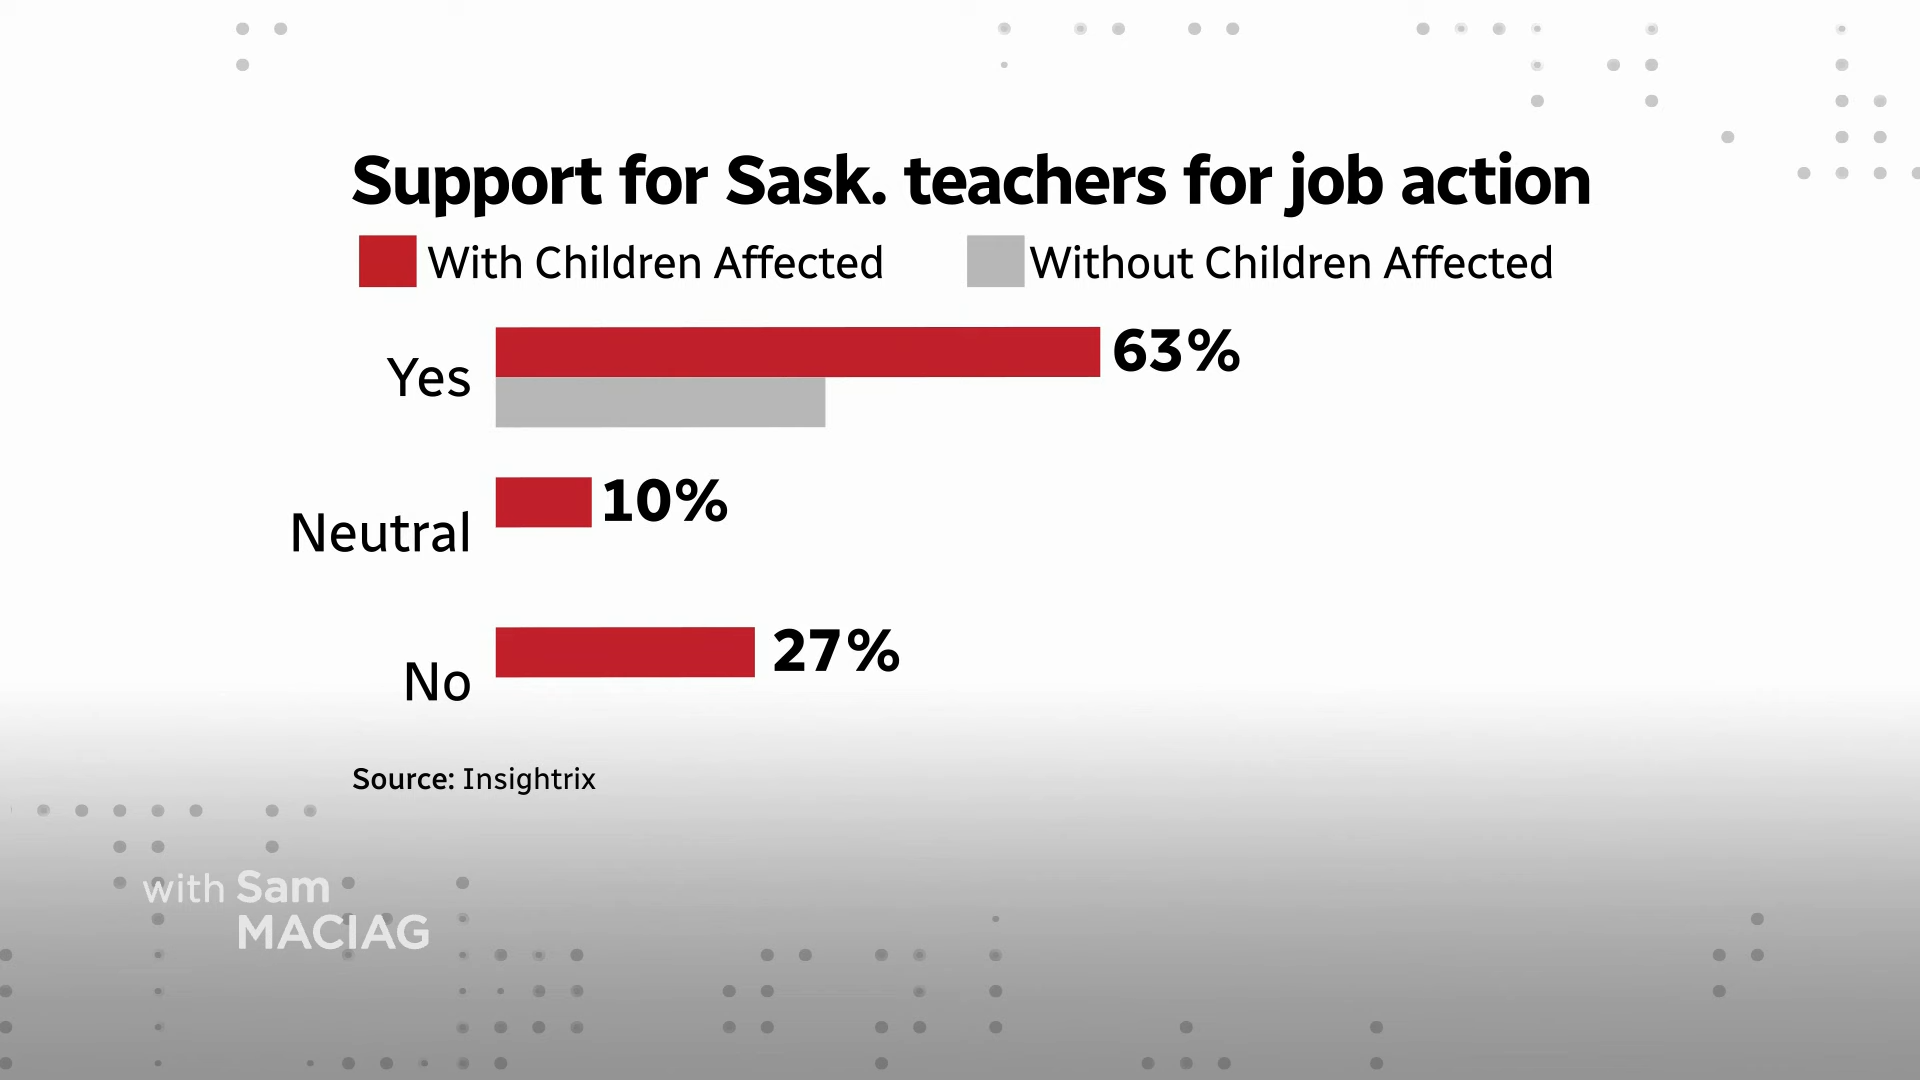 Support for Sask. teachers for job action
With Children Affected Without Children Affected
Yes 63%
Neutral 10%
No 27%
Source: Insightrix
with Sam
MACIAG